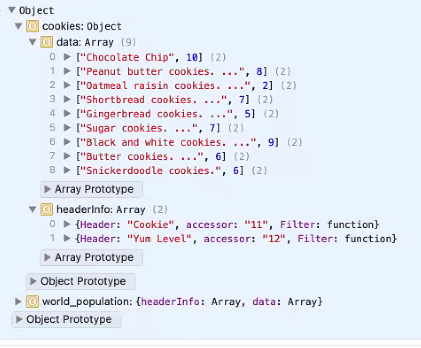 Object
cookies: Object
data: Array (9)
0 ["Chocolate Chip", 10] (2)
1 ["Peanut butter cookies. ...", 8] (2)
2 ["Oatmeal raisin cookies. ...", 2] (2)
3 ["Shortbread cookies. ...", 7] (2)
4 ["Gingerbread cookies. ...", 5] (2)
5 ["Sugar cookies. ...", 7] (2)
6 ["Black and white cookies. ...", 9] (2)
7 ["Butter cookies. ...", 6] (2)
8 ["Snickerdoodle cookies.", 6] (2)
Array Prototype
headerInfo: Array (2)
0 {Header: "Cookie", accessor: "11", Filter: function}
1 {Header: "Yum Level", accessor: "12", Filter: function}
Array Prototype
Object Prototype
world_population: {headerInfo: Array, data: Array}
Object Prototype